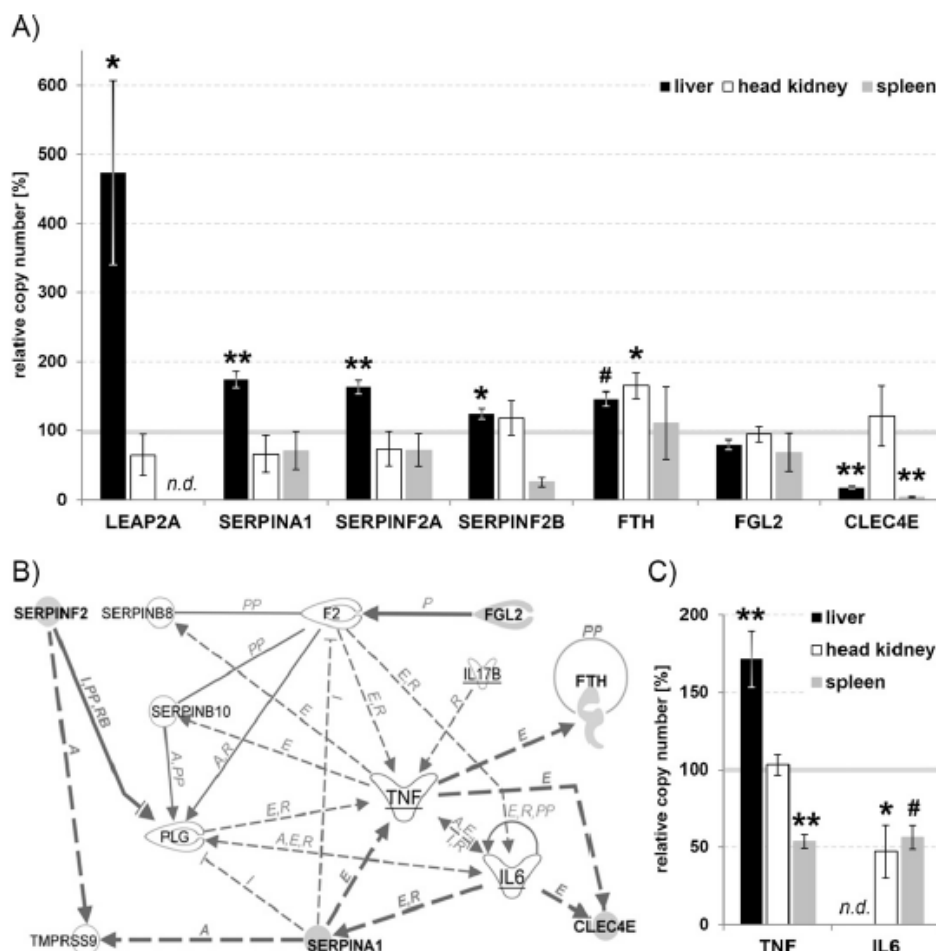 A)
relative copy number [%]
600
500
400
300
200
100
0
liver head kidney spleen
*
n.d.
**
**
*
#
*
**
**
LEAP2A SERPINA1 SERPINF2A SERPINF2B FTH FGL2 CLEC4E
B)
SERPINF2
SERPINB8
PP
F2
P
FGL2
PP
FTH
PP
I
E,R
E,R
IL17B
R
I,PP,RB
A
SERPINB10
E
E
E
A,PP
A,R
TNF
E
PLG
E,R
A,E,R
A,E,
I,R
E,R,PP
IL6
I
E
E,R
E
CLEC4E
TMPRSS9
A
SERPINA1
C)
relative copy number [%]
200
150
100
50
0
liver
head kidney
spleen
**
**
n.d.
*
#
TNF IL6